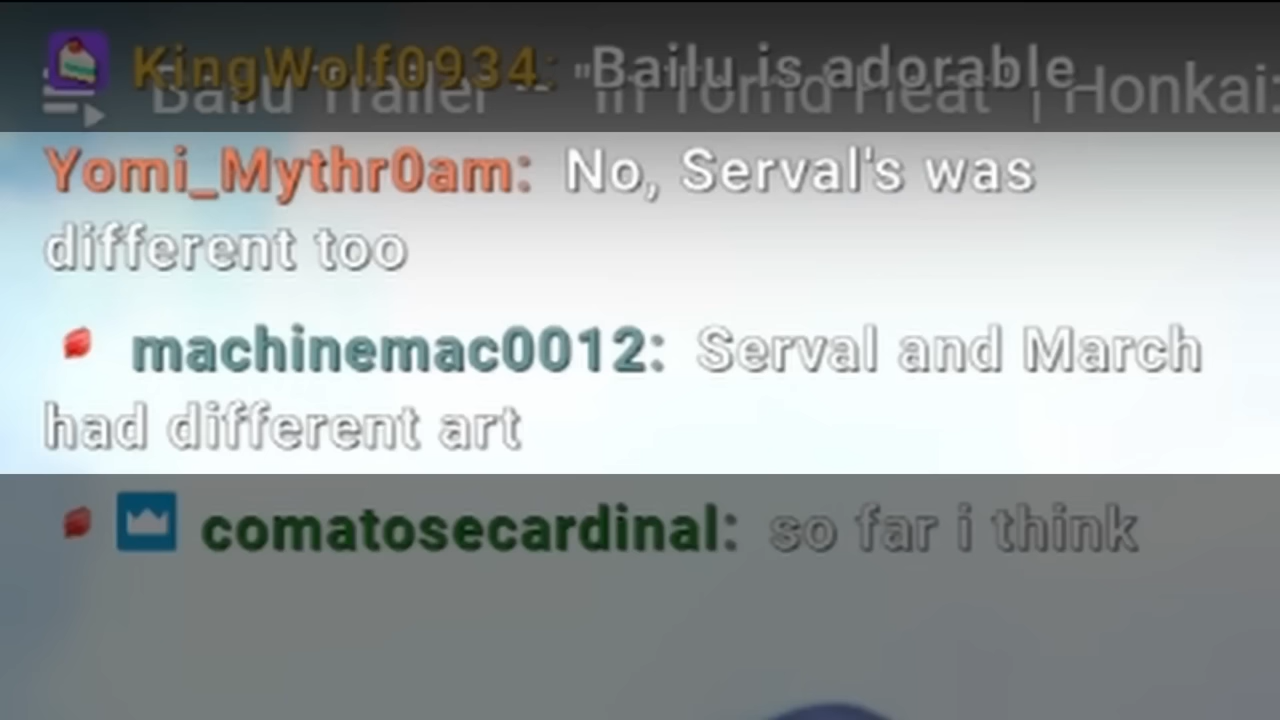 KingWolf0934: Bailu is adorable
Bailu Trailer -- "In Torrid Heat" | Honkai:
Yomi_Mythr0am: No, Serval's was
different too
machinemac0012: Serval and March
had different art
comatosecardinal: so far i think